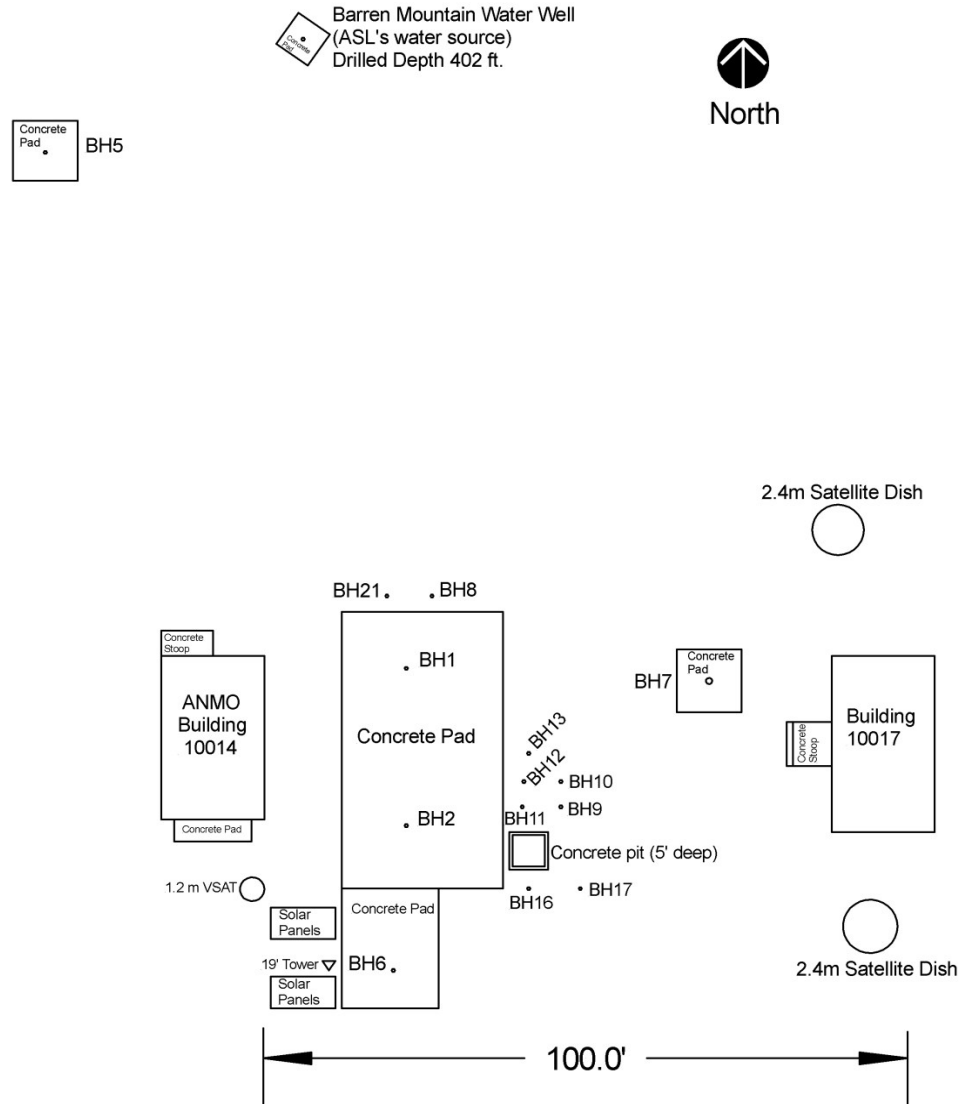 Barren Mountain Water Well
(ASL's water source)
Drilled Depth 402 ft.
Concrete
Pad
North
Concrete
Pad
BH5
2.4m Satellite Dish
BH21
BH8
Concrete
Stoop
BH1
Concrete
Pad
BH7
ANMO
Building
10014
Concrete Pad
Building
10017
Concrete
Stoop
BH13
BH12
BH10
BH11
BH9
BH2
Concrete Pad
Concrete pit (5' deep)
1.2 m VSAT
BH16
BH17
Solar
Panels
Concrete Pad
19' Tower
BH6
2.4m Satellite Dish
Solar
Panels
100.0'